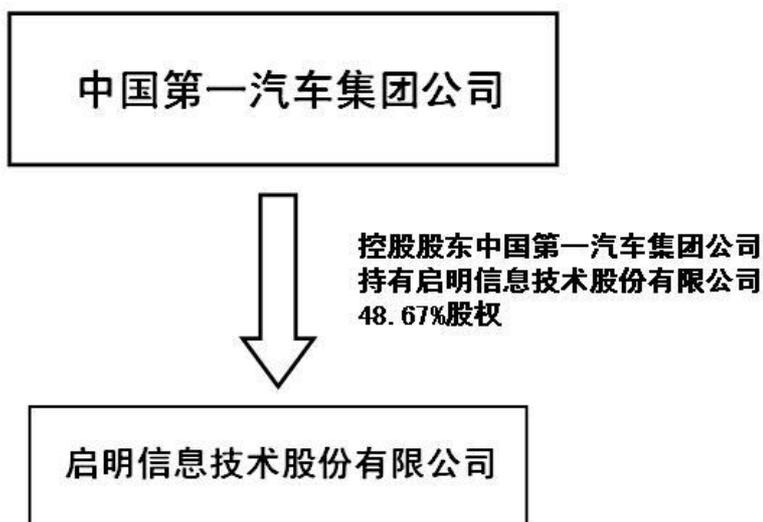 中国第一汽车集团公司
控股股东中国第一汽车集团公司
持有启明信息技术股份有限公司
48.67%股权
启明信息技术股份有限公司